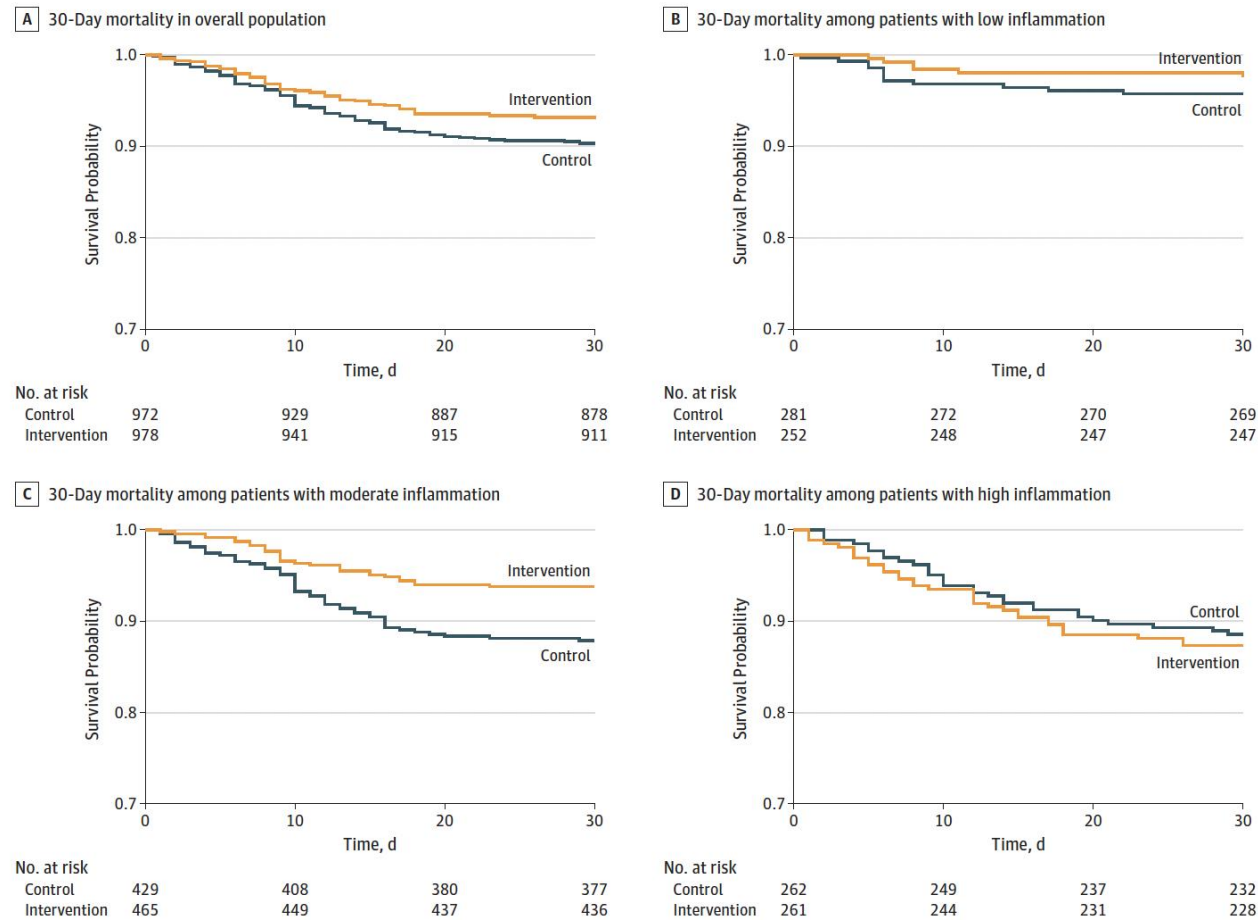 A 30-Day mortality in overall population
1.0
0.9
0.8
0.7
Survival Probability
Intervention
Control
0 10 20 30
Time, d
No. at risk
Control 972 929 887 878
Intervention 978 941 915 911
B 30-Day mortality among patients with low inflammation
1.0
0.9
0.8
0.7
Survival Probability
Intervention
Control
0 10 20 30
Time, d
No. at risk
Control 281 272 270 269
Intervention 252 248 247 247
C 30-Day mortality among patients with moderate inflammation
1.0
0.9
0.8
0.7
Survival Probability
Intervention
Control
0 10 20 30
Time, d
No. at risk
Control 429 408 380 377
Intervention 465 449 437 436
D 30-Day mortality among patients with high inflammation
1.0
0.9
0.8
0.7
Survival Probability
Control
Intervention
0 10 20 30
Time, d
No. at risk
Control 262 249 237 232
Intervention 261 244 231 228